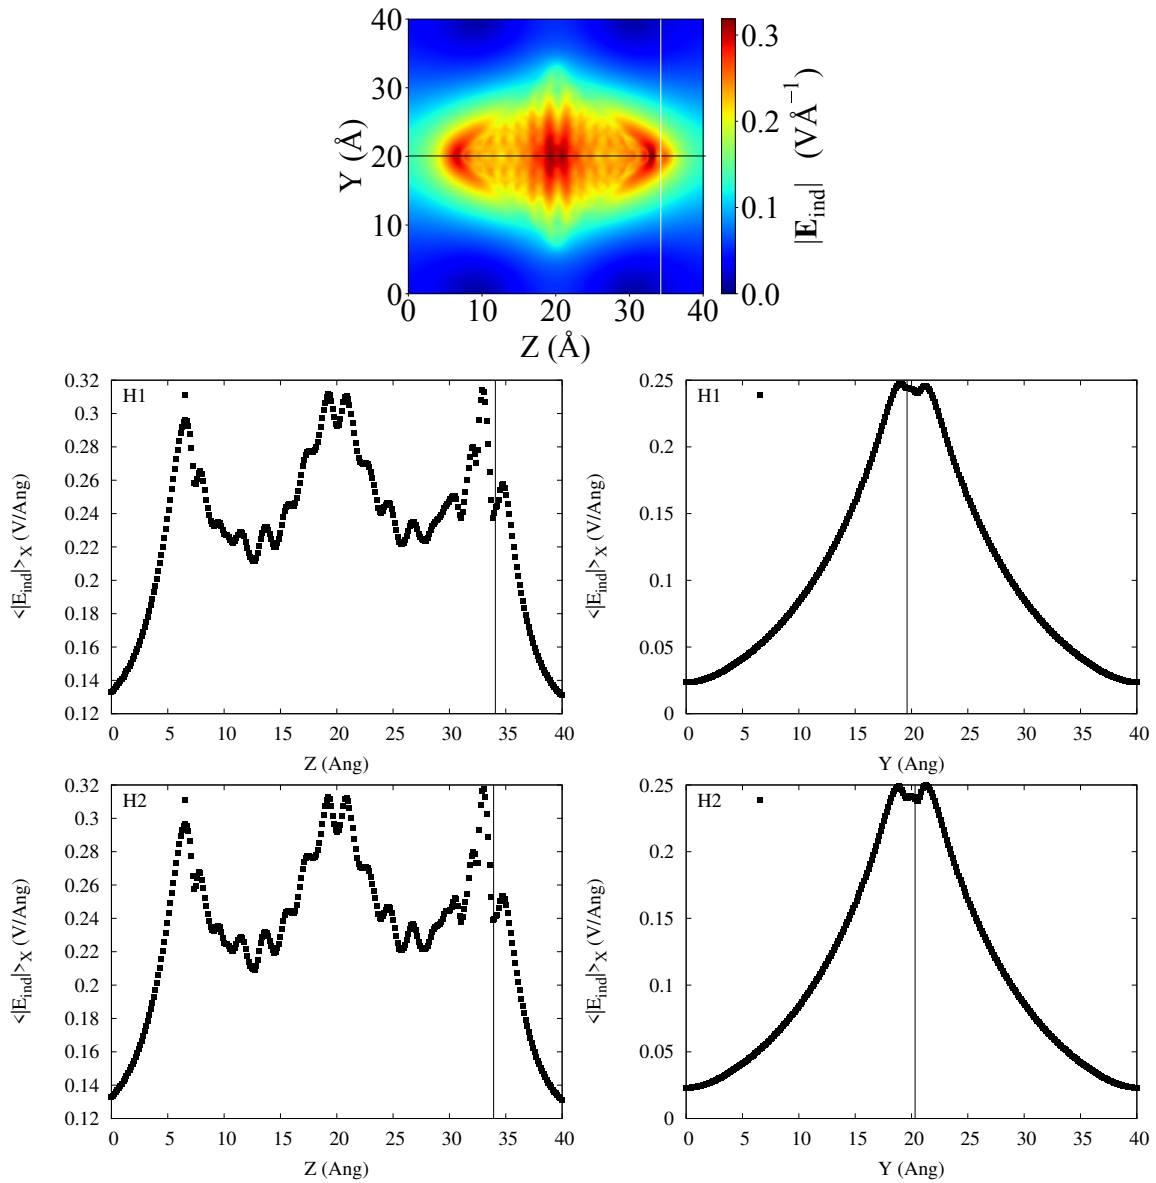 40
30
20
10
0
Y (Å)
0 10 20 30 40
Z (Å)
0.3
0.2
0.1
0.0
|E_ind| (V Å⁻¹)
H1
0.32
0.3
0.28
0.26
0.24
0.22
0.2
0.18
0.16
0.14
0.12
<|E_ind|>_X (V/Ang)
0 5 10 15 20 25 30 35 40
Z (Ang)
H1
0.25
0.2
0.15
0.1
0.05
0
<|E_ind|>_X (V/Ang)
0 5 10 15 20 25 30 35 40
Y (Ang)
H2
0.32
0.3
0.28
0.26
0.24
0.22
0.2
0.18
0.16
0.14
0.12
<|E_ind|>_X (V/Ang)
0 5 10 15 20 25 30 35 40
Z (Ang)
H2
0.25
0.2
0.15
0.1
0.05
0
<|E_ind|>_X (V/Ang)
0 5 10 15 20 25 30 35 40
Y (Ang)